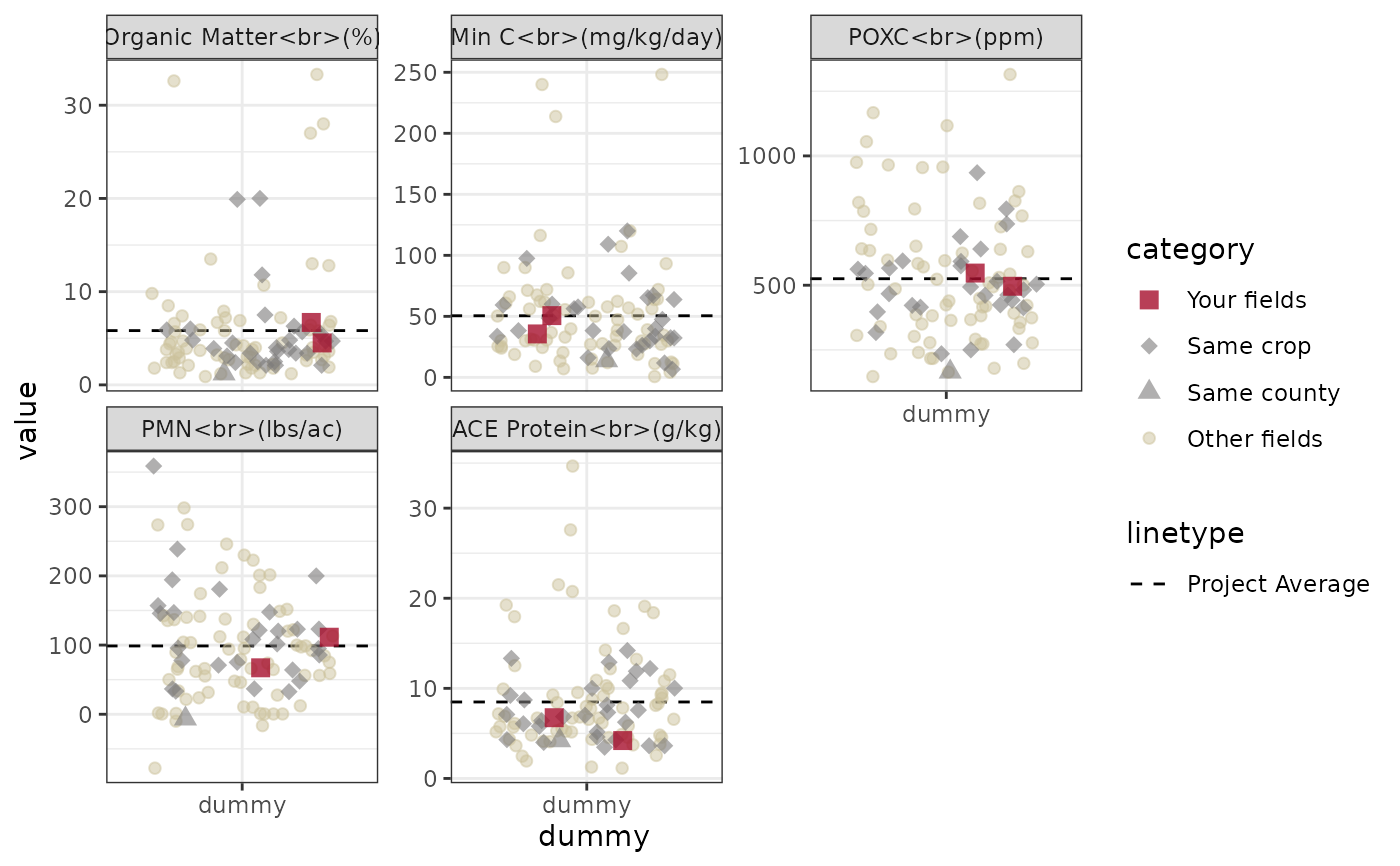 Organic Matter<br>(%)
Min C<br>(mg/kg/day)
POXC<br>(ppm)
30
20
10
0
250
200
150
100
50
0
1000
500
dummy
PMN<br>(lbs/ac)
ACE Protein<br>(g/kg)
300
200
100
0
30
20
10
0
dummy
dummy
dummy
value
category
Your fields
Same crop
Same county
Other fields
linetype
Project Average